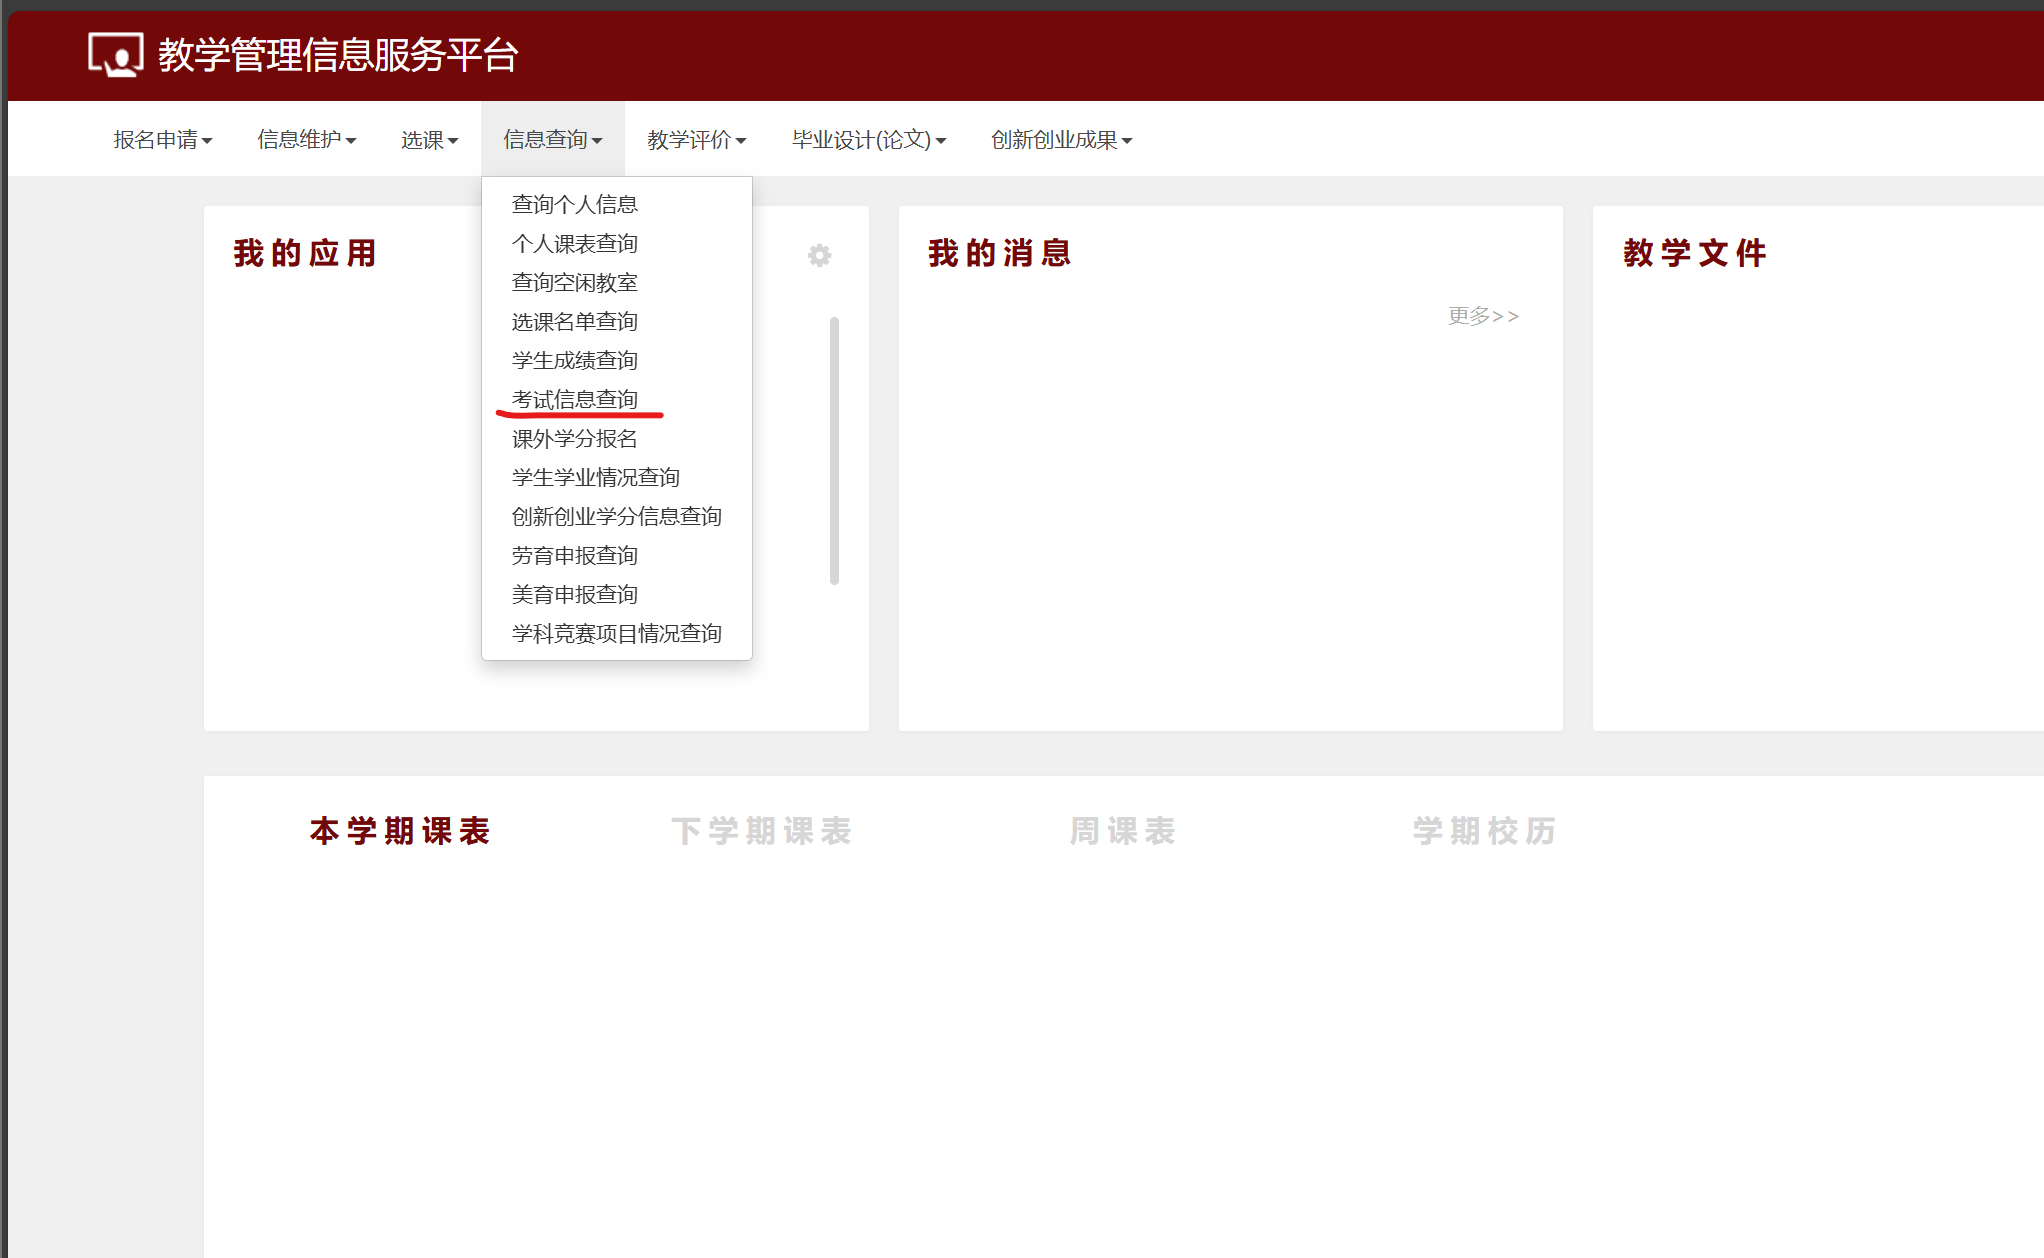 教学管理信息服务平台
报名申请 信息维护 选课 信息查询 教学评价 毕业设计(论文) 创新创业成果
查询个人信息
个人课表查询
查询空闲教室
选课名单查询
学生成绩查询
考试信息查询
课外学分报名
学生学业情况查询
创新创业学分信息查询
劳育申报查询
美育申报查询
学科竞赛项目情况查询
我的应用
我的消息
更多>>
教学文件
本学期课表 下学期课表 周课表 学期校历